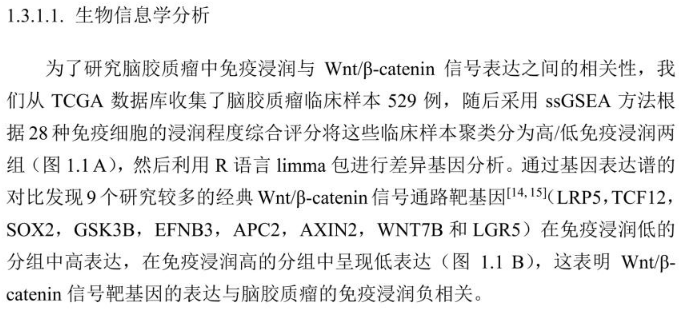 1.3.1.1. 生物信息学分析
为了研究脑胶质瘤中免疫浸润与 Wnt/β-catenin 信号表达之间的相关性，我
们从 TCGA 数据库收集了脑胶质瘤临床样本 529 例，随后采用 ssGSEA 方法根
据 28 种免疫细胞的浸润程度综合评分将这些临床样本聚类分为高/低免疫浸润两
组（图 1.1 A），然后利用 R 语言 limma 包进行差异基因分析。通过基因表达谱的
对比发现 9 个研究较多的经典 Wnt/β-catenin 信号通路靶基因[14, 15]（LRP5，TCF12，
SOX2，GSK3B，EFNB3，APC2，AXIN2，WNT7B 和 LGR5）在免疫浸润低的
分组中高表达，在免疫浸润高的分组中呈现低表达（图 1.1 B），这表明 Wnt/β-
catenin 信号靶基因的表达与脑胶质瘤的免疫浸润负相关。